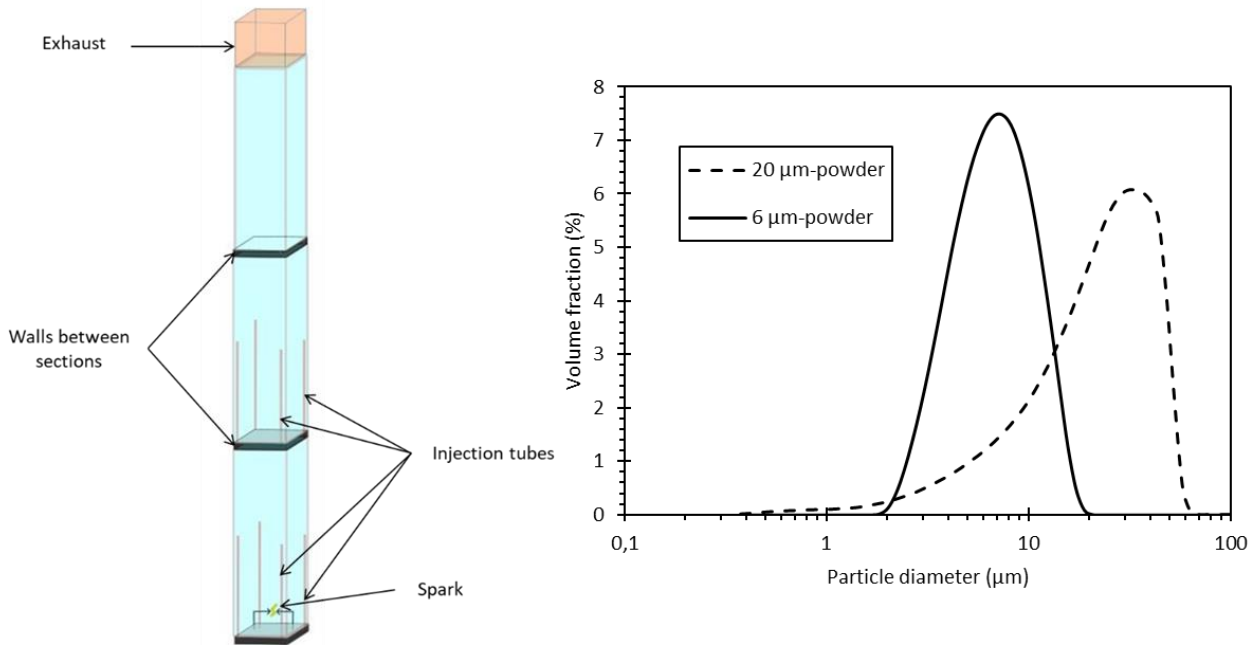 Exhaust
Walls between
sections
Injection tubes
Spark
8
7
6
5
4
3
2
1
0
Volume fraction (%)
20 µm-powder
6 µm-powder
0,1
1
10
100
Particle diameter (µm)